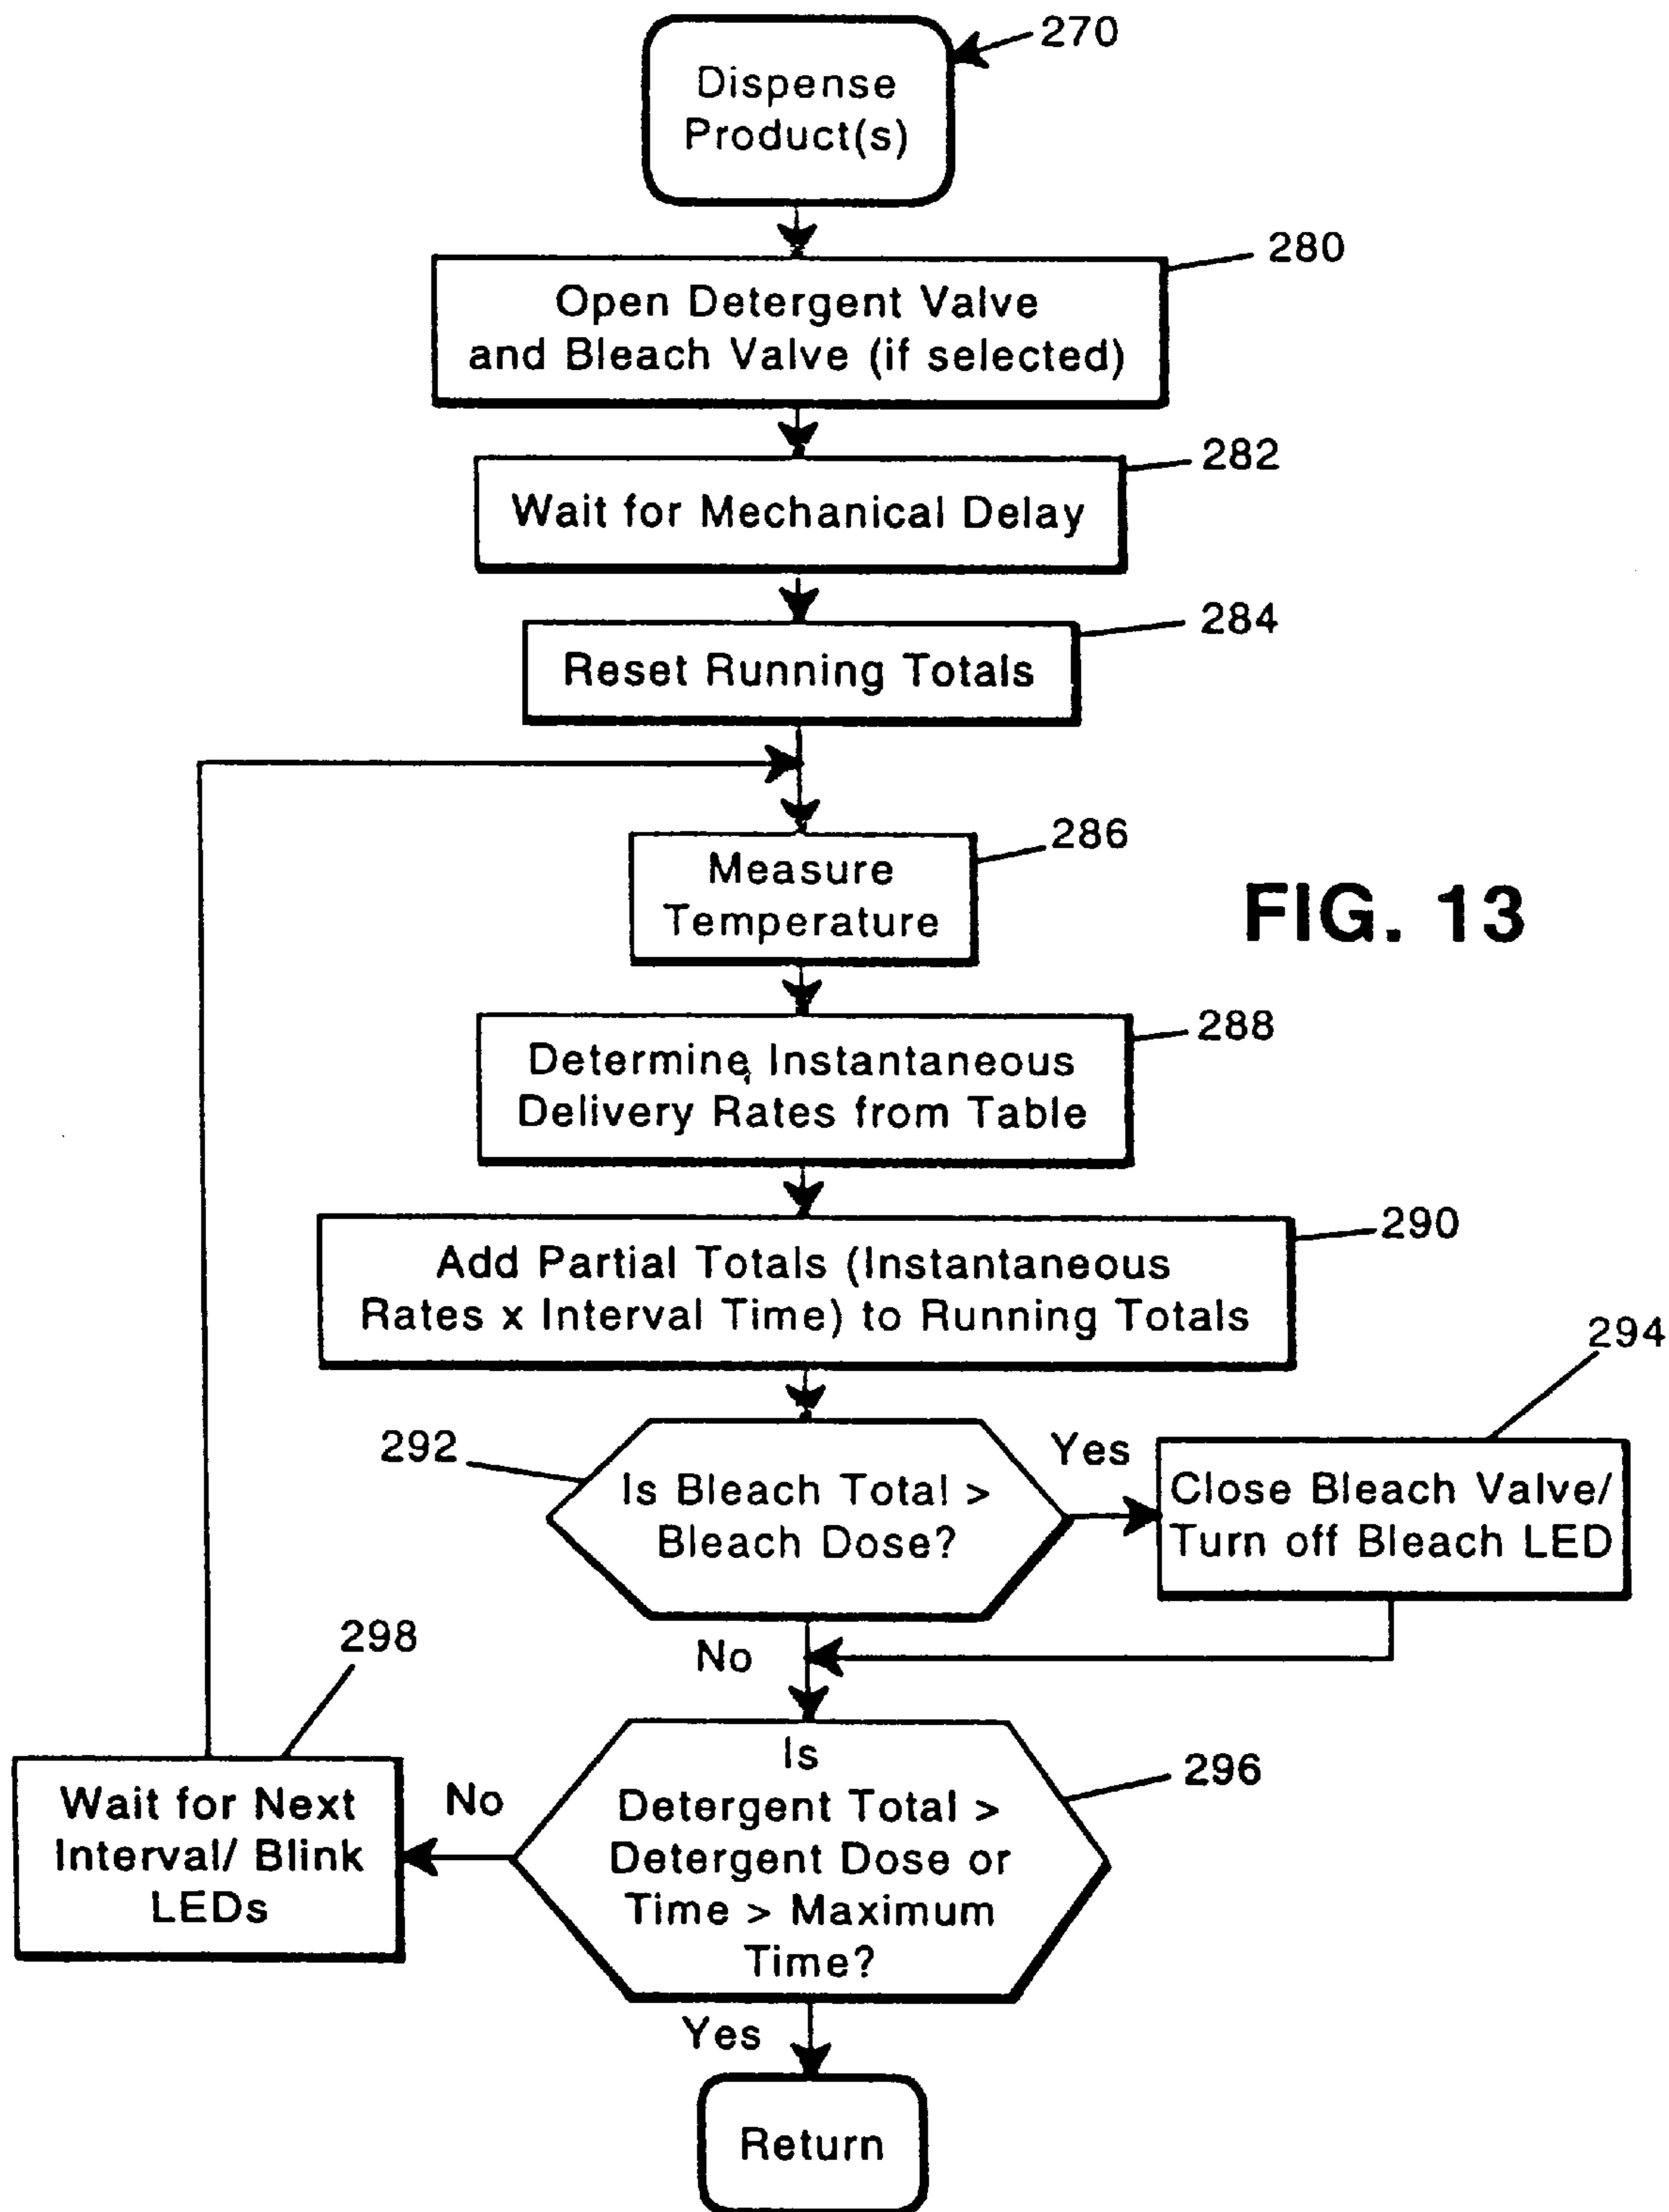 270
Dispense
Product(s)
280
Open Detergent Valve
and Bleach Valve (if selected)
282
Wait for Mechanical Delay
284
Reset Running Totals
286
Measure
Temperature
FIG. 13
288
Determine Instantaneous
Delivery Rates from Table
290
Add Partial Totals (Instantaneous
Rates x Interval Time) to Running Totals
294
292
Yes
Is Bleach Total >
Bleach Dose?
Close Bleach Valve/
Turn off Bleach LED
298
No
296
Is
Detergent Total >
Detergent Dose or
Time > Maximum
Time?
No
Wait for Next
Interval/ Blink
LEDs
Yes
Return